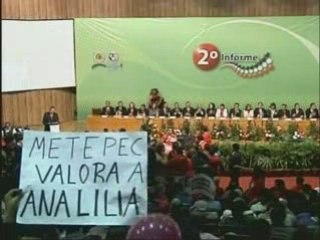 2º Informe
METEPEC
VALORA A
ANA LILIA